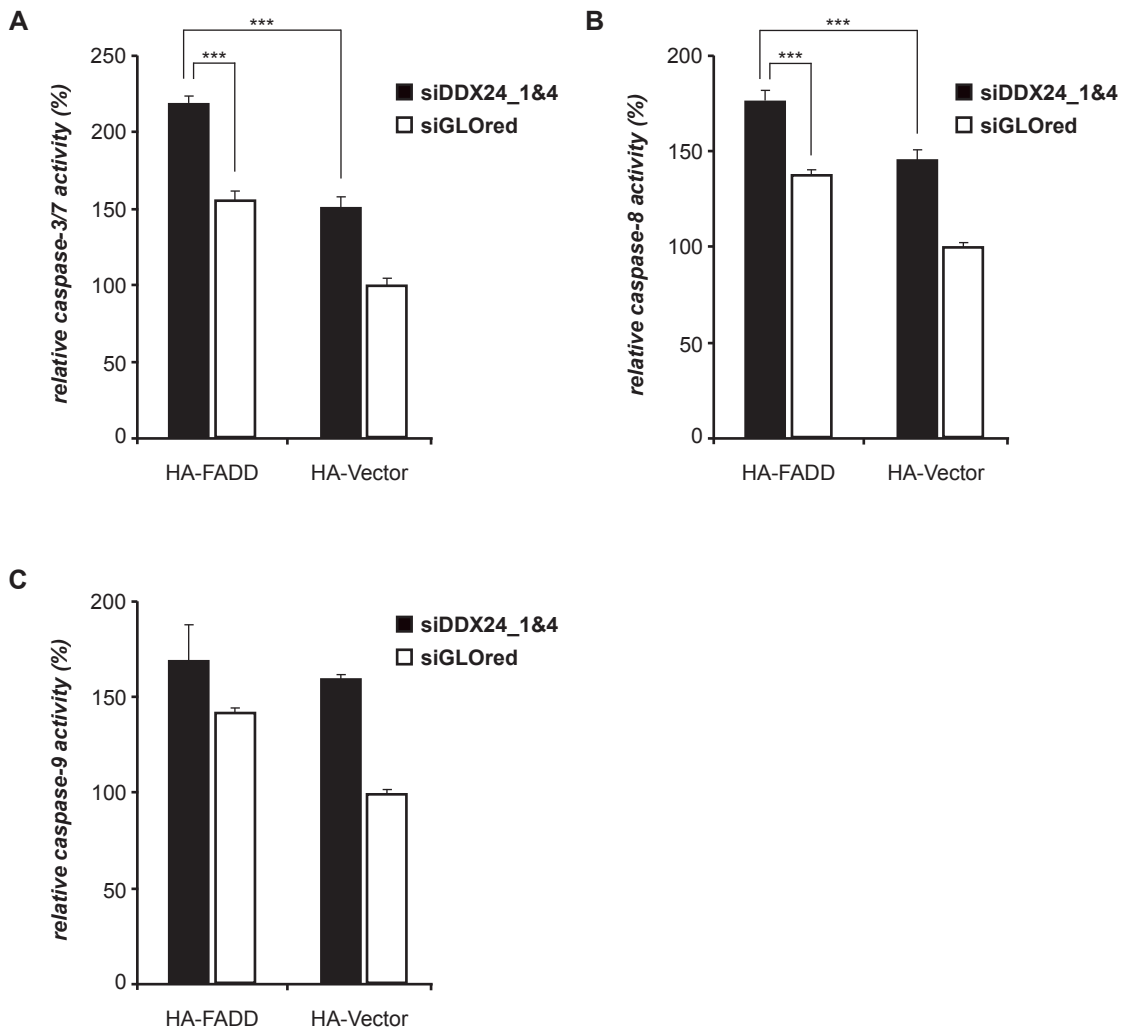 A
***
***
250
200
150
100
50
0
relative caspase-3/7 activity (%)
siDDX24_1&4
siGLOred
HA-FADD HA-Vector
B
***
***
200
150
100
50
0
relative caspase-8 activity (%)
siDDX24_1&4
siGLOred
HA-FADD HA-Vector
C
200
150
100
50
0
relative caspase-9 activity (%)
siDDX24_1&4
siGLOred
HA-FADD HA-Vector